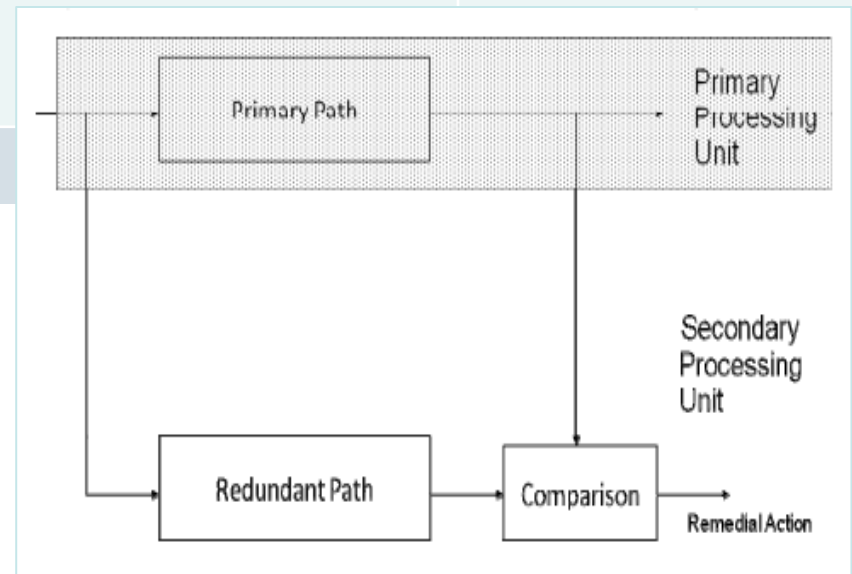 Primary Path
Primary
Processing
Unit
Secondary
Processing
Unit
Redundant Path
Comparison
Remedial Action